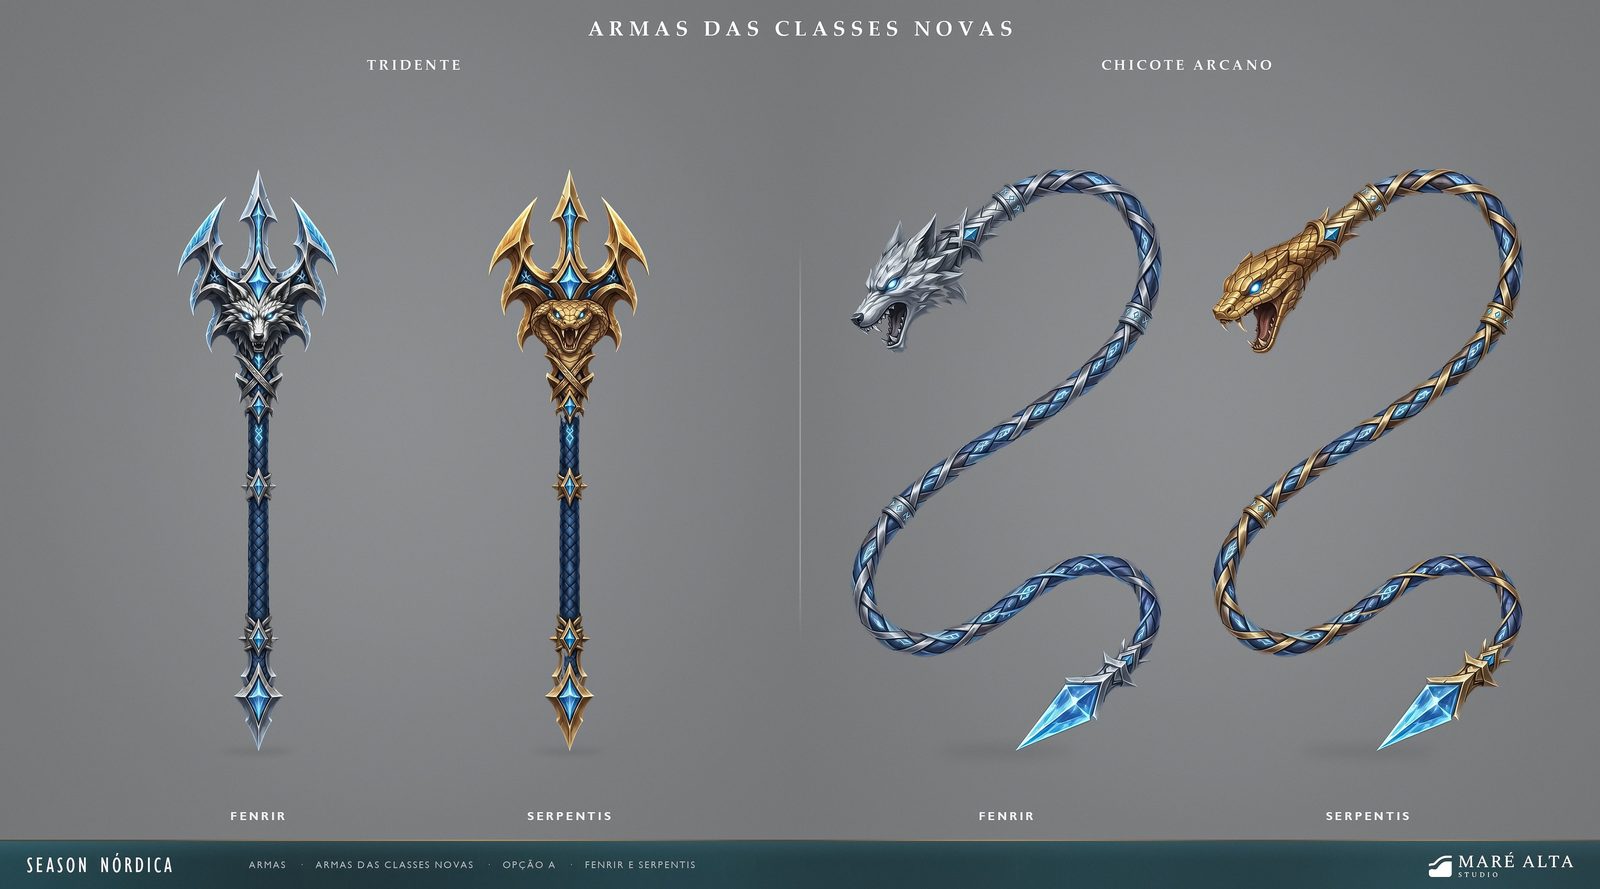 ARMAS DAS CLASSES NOVAS
TRIDENTE
CHICOTE ARCANO
FENRIR
SERPENTIS
FENRIR
SERPENTIS
SEASON NÓRDICA
ARMAS · ARMAS DAS CLASSES NOVAS · OPÇÃO A · FENRIR E SERPENTIS
MARÉ ALTA
STUDIO